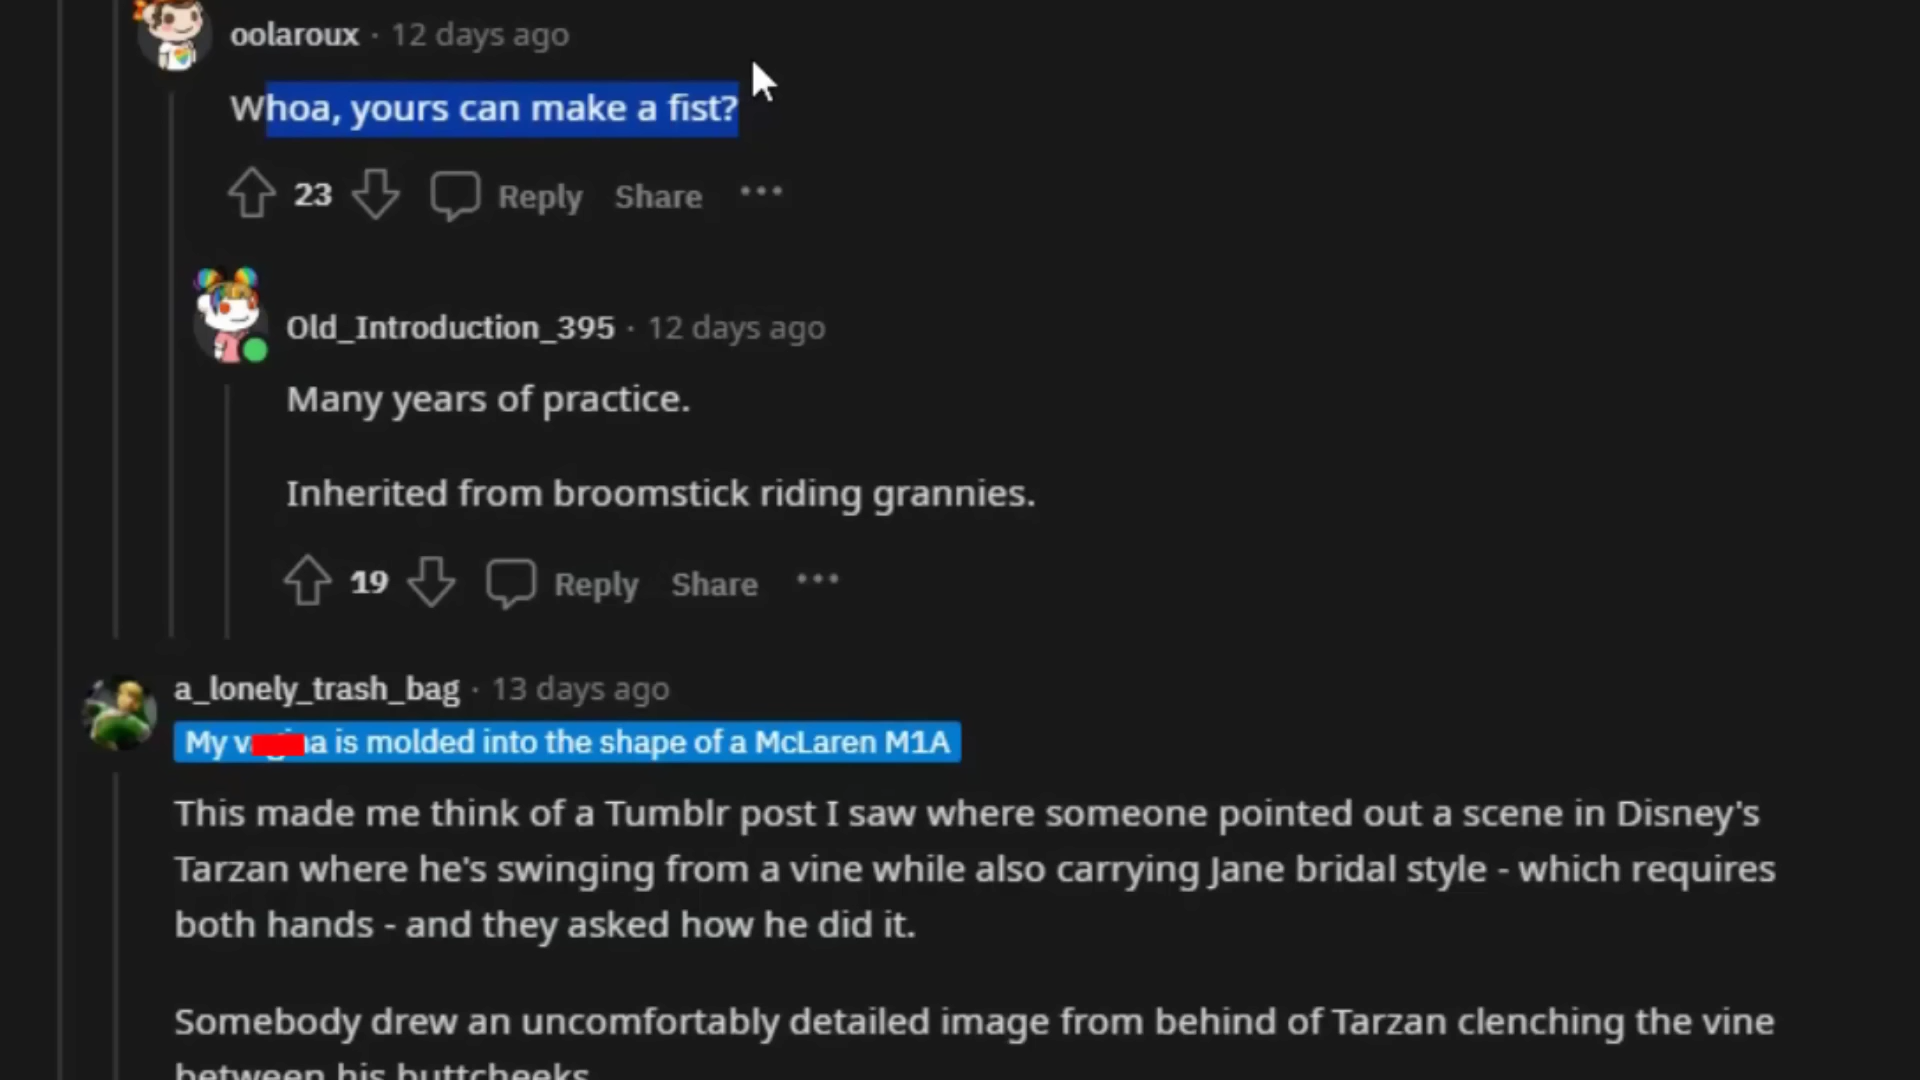 oolaroux · 12 days ago
Whoa, yours can make a fist?
23 Reply Share ...
Old_Introduction_395 · 12 days ago
Many years of practice.
Inherited from broomstick riding grannies.
19 Reply Share ...
a_lonely_trash_bag · 13 days ago
My v a is molded into the shape of a McLaren M1A
This made me think of a Tumblr post I saw where someone pointed out a scene in Disney's
Tarzan where he's swinging from a vine while also carrying Jane bridal style - which requires
both hands - and they asked how he did it.
Somebody drew an uncomfortably detailed image from behind of Tarzan clenching the vine
between his buttcheeks